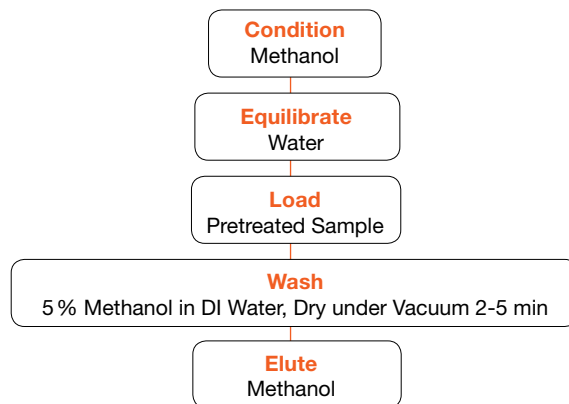 Condition
Methanol
Equilibrate
Water
Load
Pretreated Sample
Wash
5 % Methanol in DI Water, Dry under Vacuum 2-5 min
Elute
Methanol